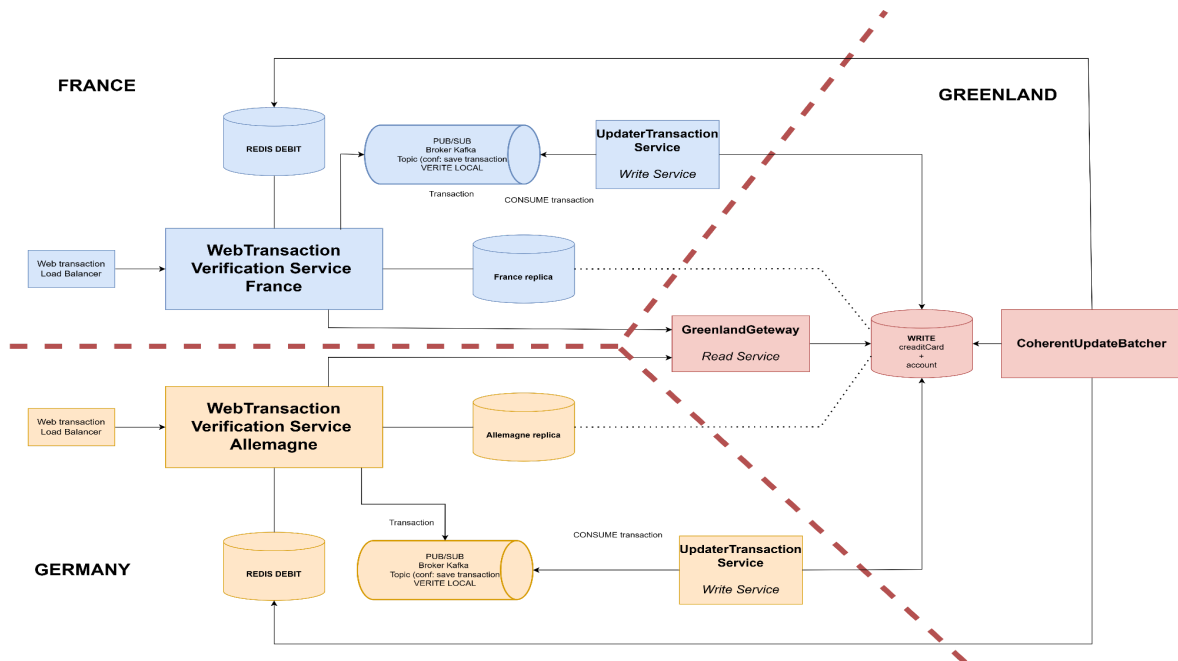 FRANCE
GREENLAND
REDIS DEBIT
PUB/SUB
Broker Kafka
Topic (conf: save transaction
VERITE LOCAL
UpdaterTransaction
Service
Write Service
Transaction
CONSUME transaction
Web transaction
Load Balancer
WebTransaction
Verification Service
France
France replica
GreenlandGeteway
Read Service
WRITE
creaditCard
+
account
CoherentUpdateBatcher
Web transaction
Load Balancer
WebTransaction
Verification Service
Allemagne
Allemagne replica
Transaction
CONSUME transaction
GERMANY
REDIS DEBIT
PUB/SUB
Broker Kafka
Topic (conf: save transaction
VERITE LOCAL
UpdaterTransaction
Service
Write Service